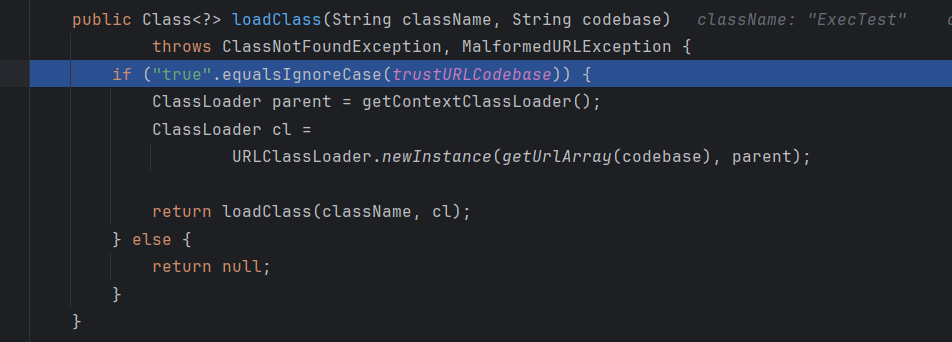 public Class<?> loadClass(String className, String codebase)   className: "ExecTest"
throws ClassNotFoundException, MalformedURLException {
if ("true".equalsIgnoreCase(trustURLCodebase)) {
ClassLoader parent = getContextClassLoader();
ClassLoader cl =
URLClassLoader.newInstance(getUrlArray(codebase), parent);
return loadClass(className, cl);
} else {
return null;
}
}